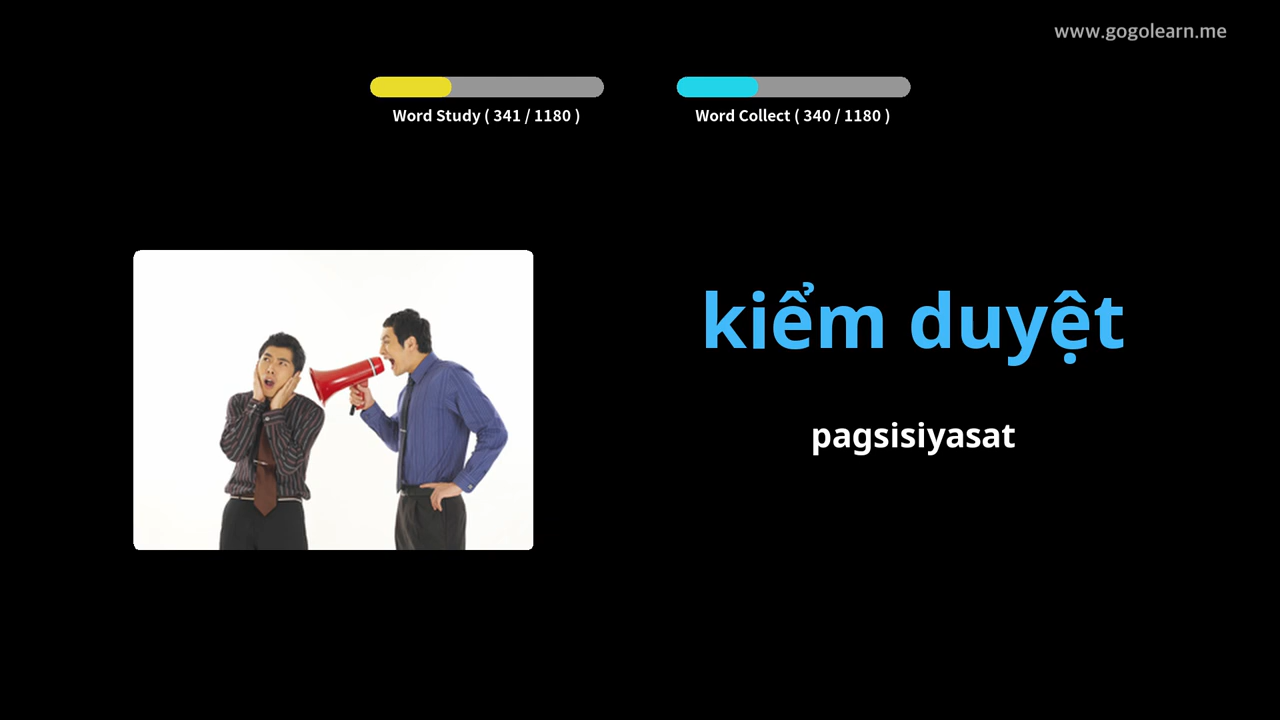 www.gogolearn.me
Word Study ( 341 / 1180 )
Word Collect ( 340 / 1180 )
kiểm duyệt
pagsisiyasat